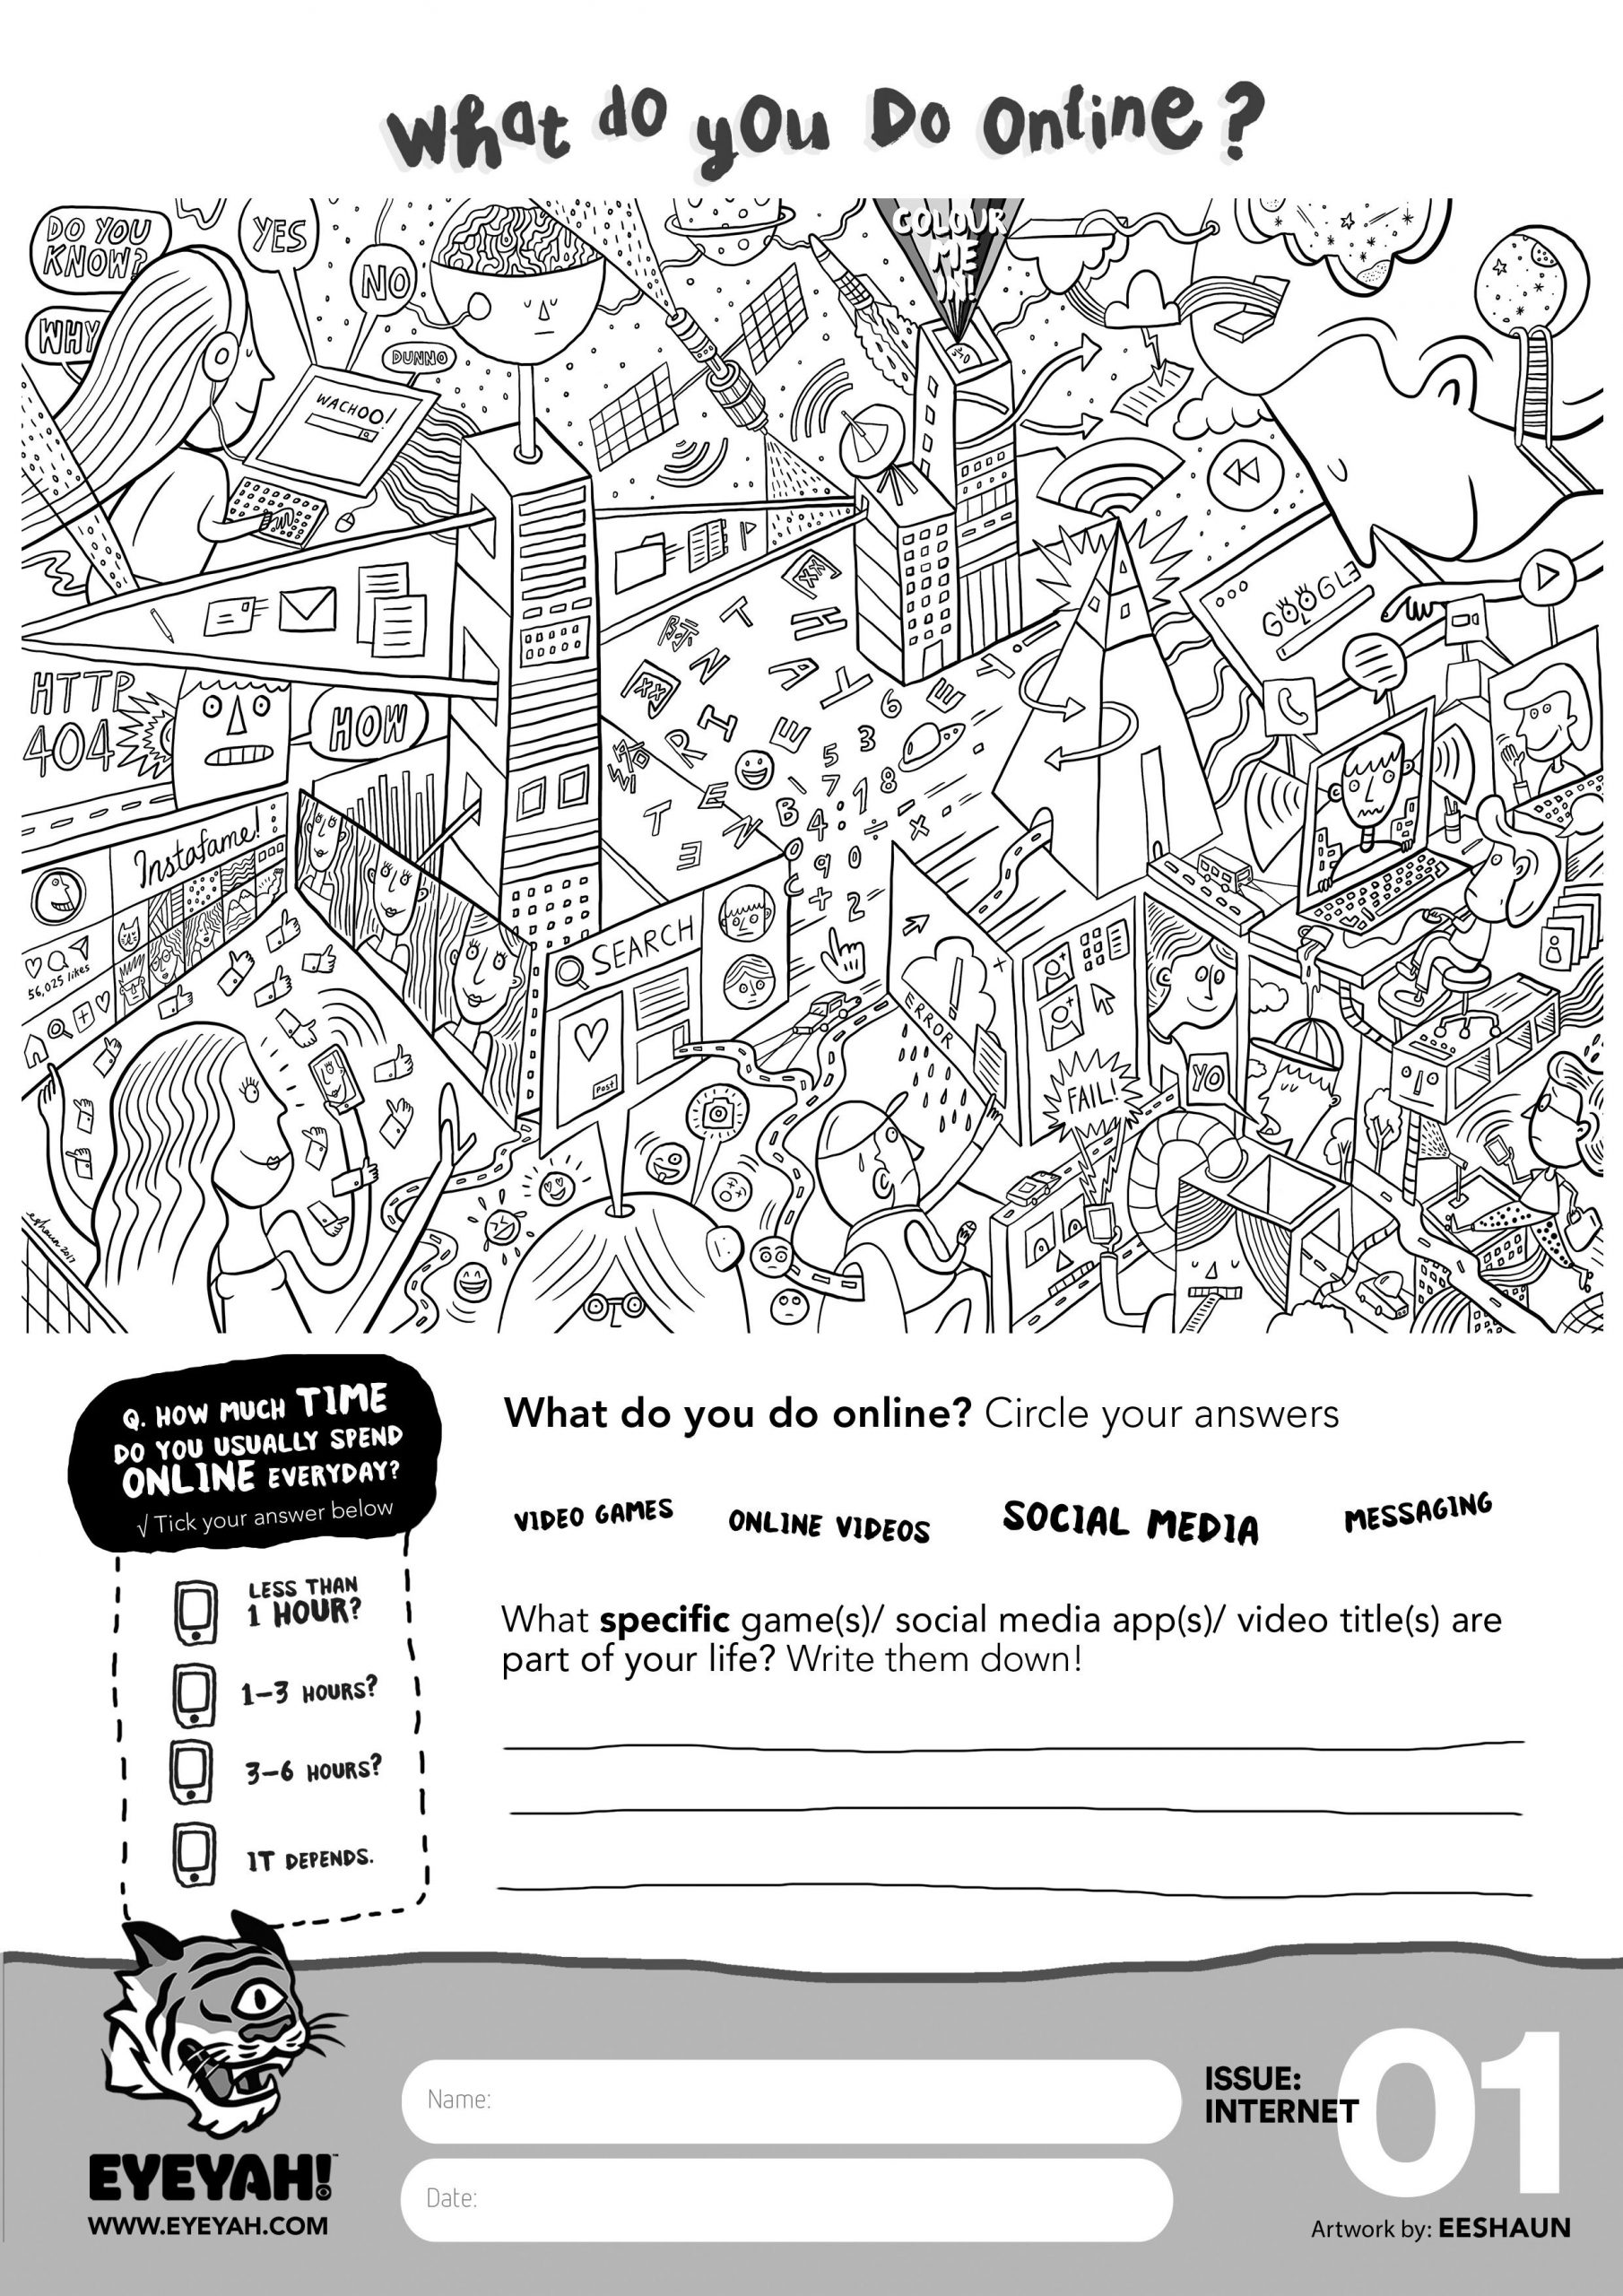 What do you Do Online?
DO YOU
KNOW?
YES
NO
WHY
DUNNO
WACHOO!
COLOUR
ME
IN!
GOOGLE
HTTP
404
HOW
Instafame!
56,025 likes
SEARCH
Post
ERROR
FAIL!
YO
eeshaun 2017
Q. HOW MUCH TIME
DO YOU USUALLY SPEND
ONLINE EVERYDAY?
√ Tick your answer below
LESS THAN
1 HOUR?
1-3 HOURS?
3-6 HOURS?
IT DEPENDS.
What do you do online? Circle your answers
VIDEO GAMES
ONLINE VIDEOS
SOCIAL MEDIA
MESSAGING
What specific game(s)/ social media app(s)/ video title(s) are
part of your life? Write them down!
EYEYAH!™
WWW.EYEYAH.COM
Name:
Date:
ISSUE:
INTERNET
01
Artwork by: EESHAUN